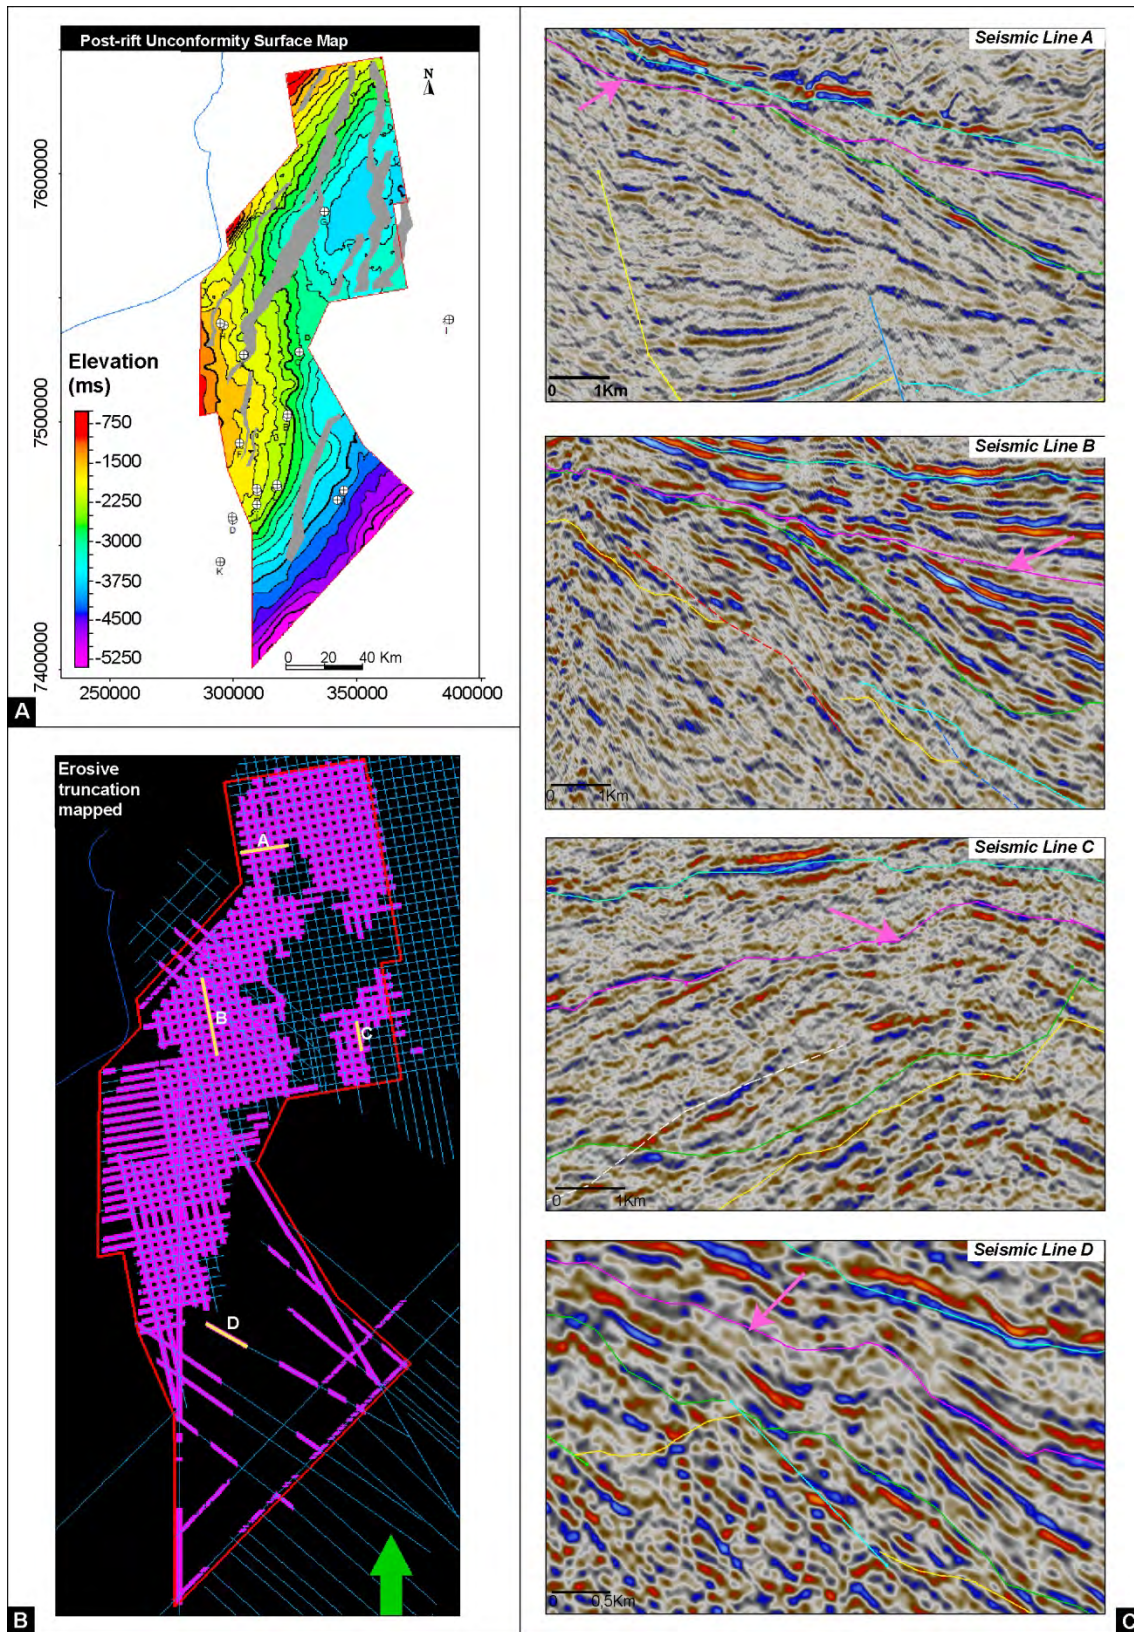 Post-rift Unconformity Surface Map
N
7600000
7500000
7400000
Elevation
(ms)
-750
-1500
-2250
-3000
-3750
-4500
-5250
I
F
D
K
0 20 40 Km
250000 300000 350000 400000
A
Erosive
truncation
mapped
A
B
C
D
B
Seismic Line A
0 1Km
Seismic Line B
0 1Km
Seismic Line C
0 1Km
Seismic Line D
0 0,5Km
C